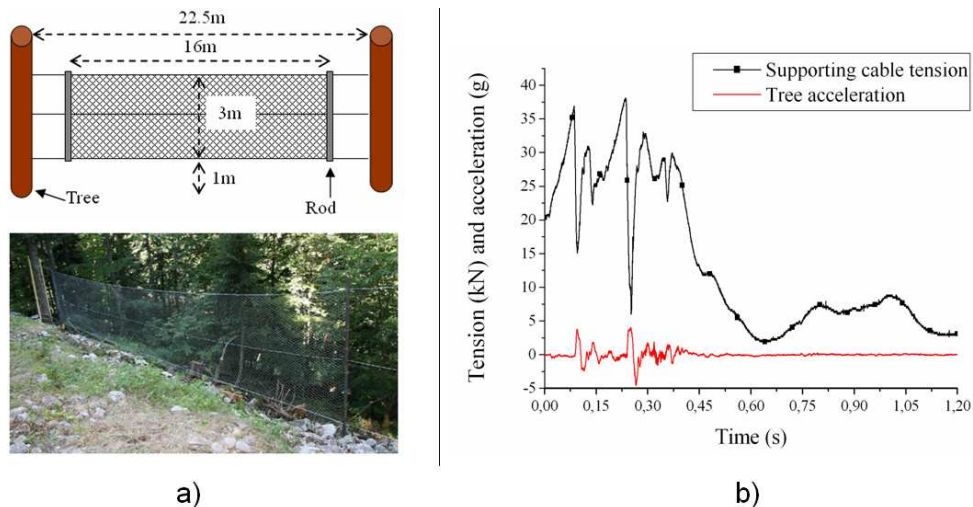 22.5m
16m
3m
1m
Tree
Rod
a)
Tension (kN) and acceleration (g)
Supporting cable tension
Tree acceleration
40
35
30
25
20
15
10
5
0
-5
0,00 0,15 0,30 0,45 0,60 0,75 0,90 1,05 1,20
Time (s)
b)